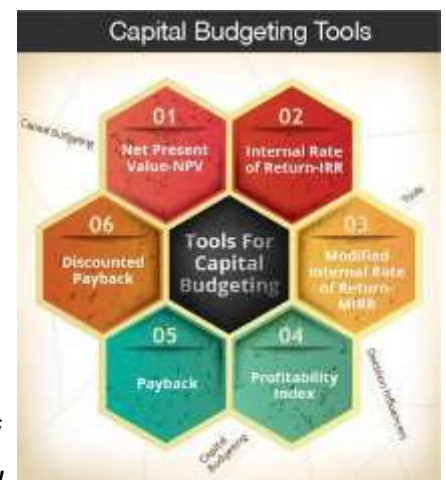 Capital Budgeting Tools
01
Net Present
Value-NPV
02
Internal Rate
of Return-IRR
Capital Budgeting
Tools
06
Discounted
Payback
Tools For
Capital
Budgeting
03
Modified
Internal Rate
of Return-
MIRR
05
Payback
04
Profitability
Index
Decision Influencers
Capital
Budgeting